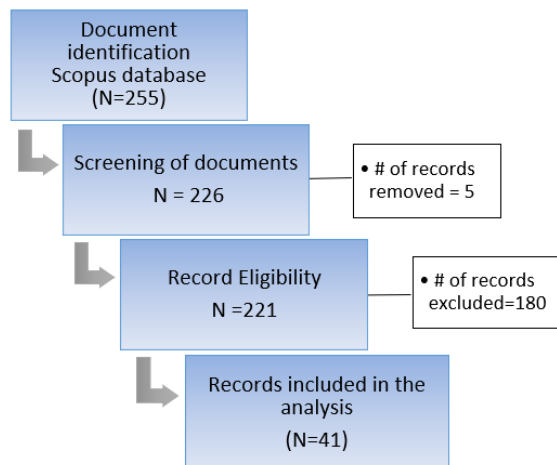 Document
identification
Scopus database
(N=255)
Screening of documents
N = 226
• # of records
removed = 5
Record Eligibility
N =221
• # of records
excluded=180
Records included in the
analysis
(N=41)